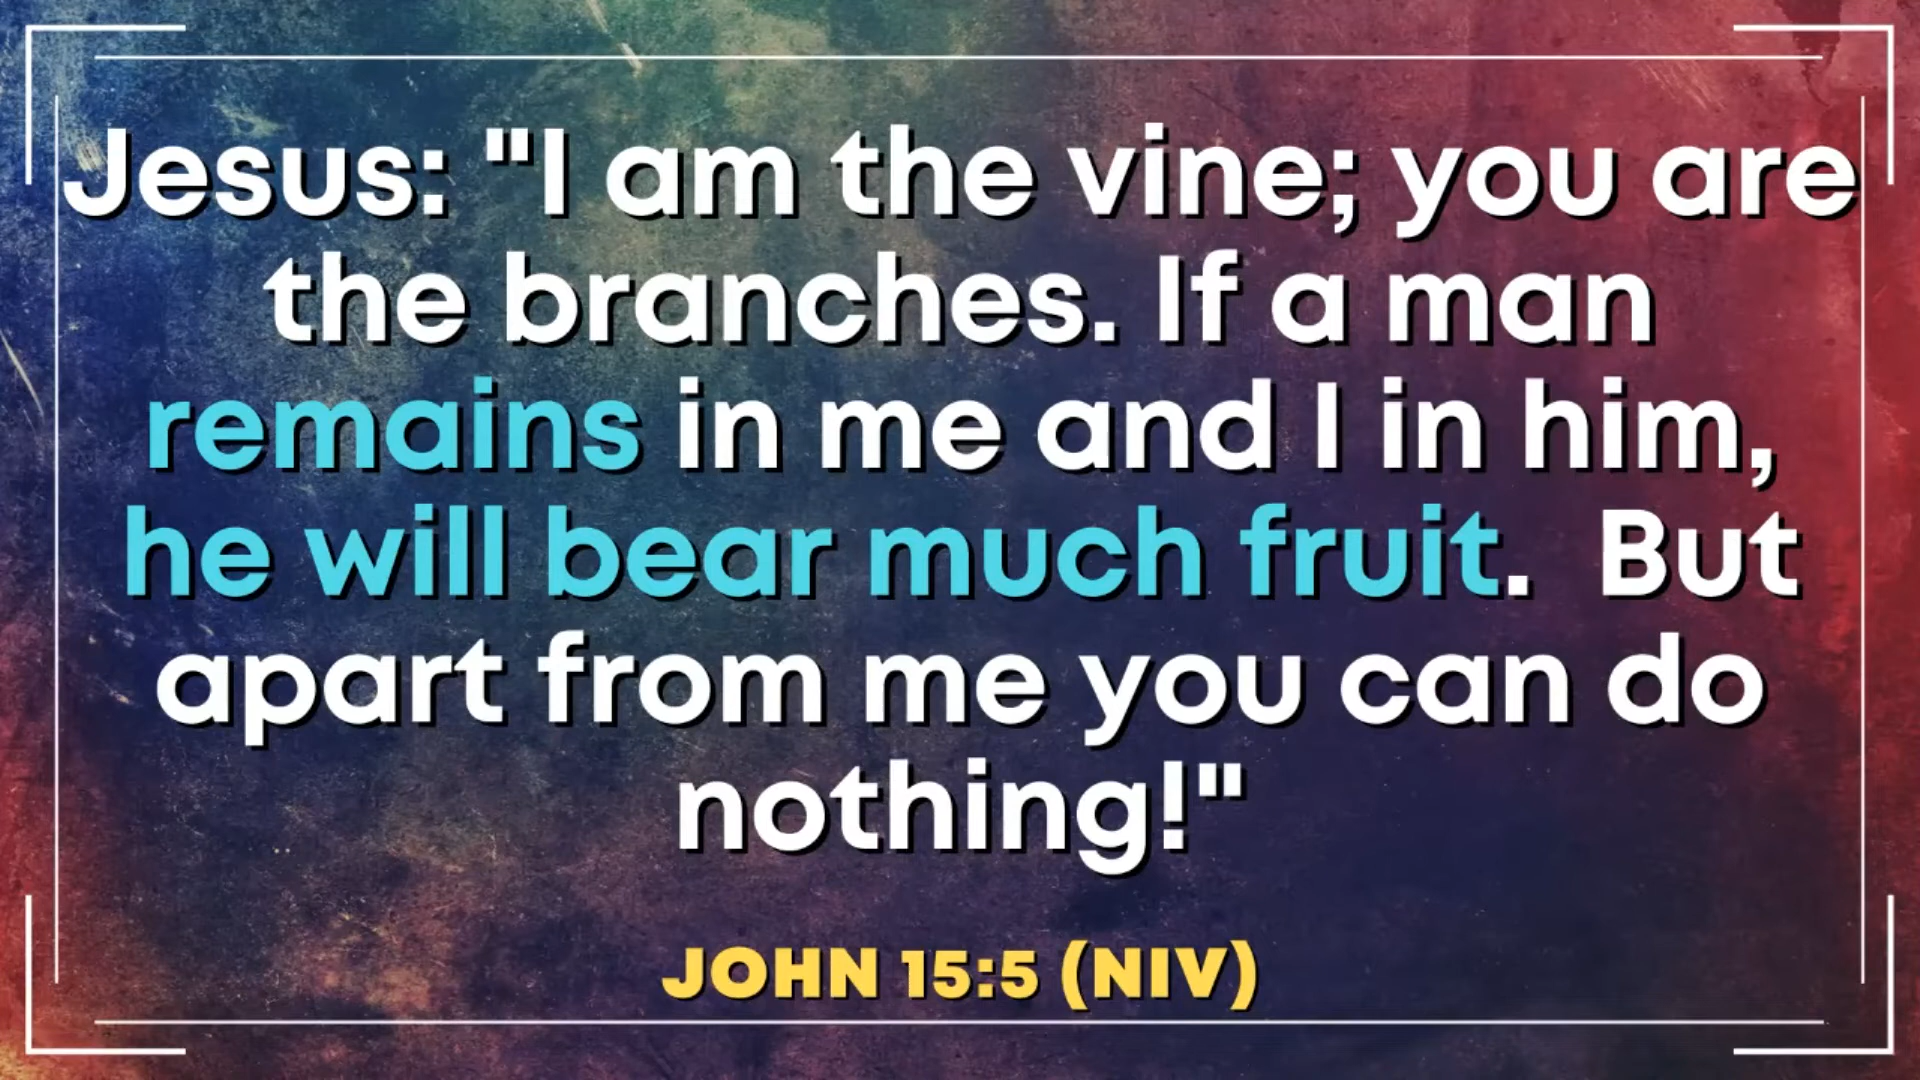 Jesus: "I am the vine; you are
the branches. If a man
remains in me and I in him,
he will bear much fruit.  But
apart from me you can do
nothing!"
JOHN 15:5 (NIV)